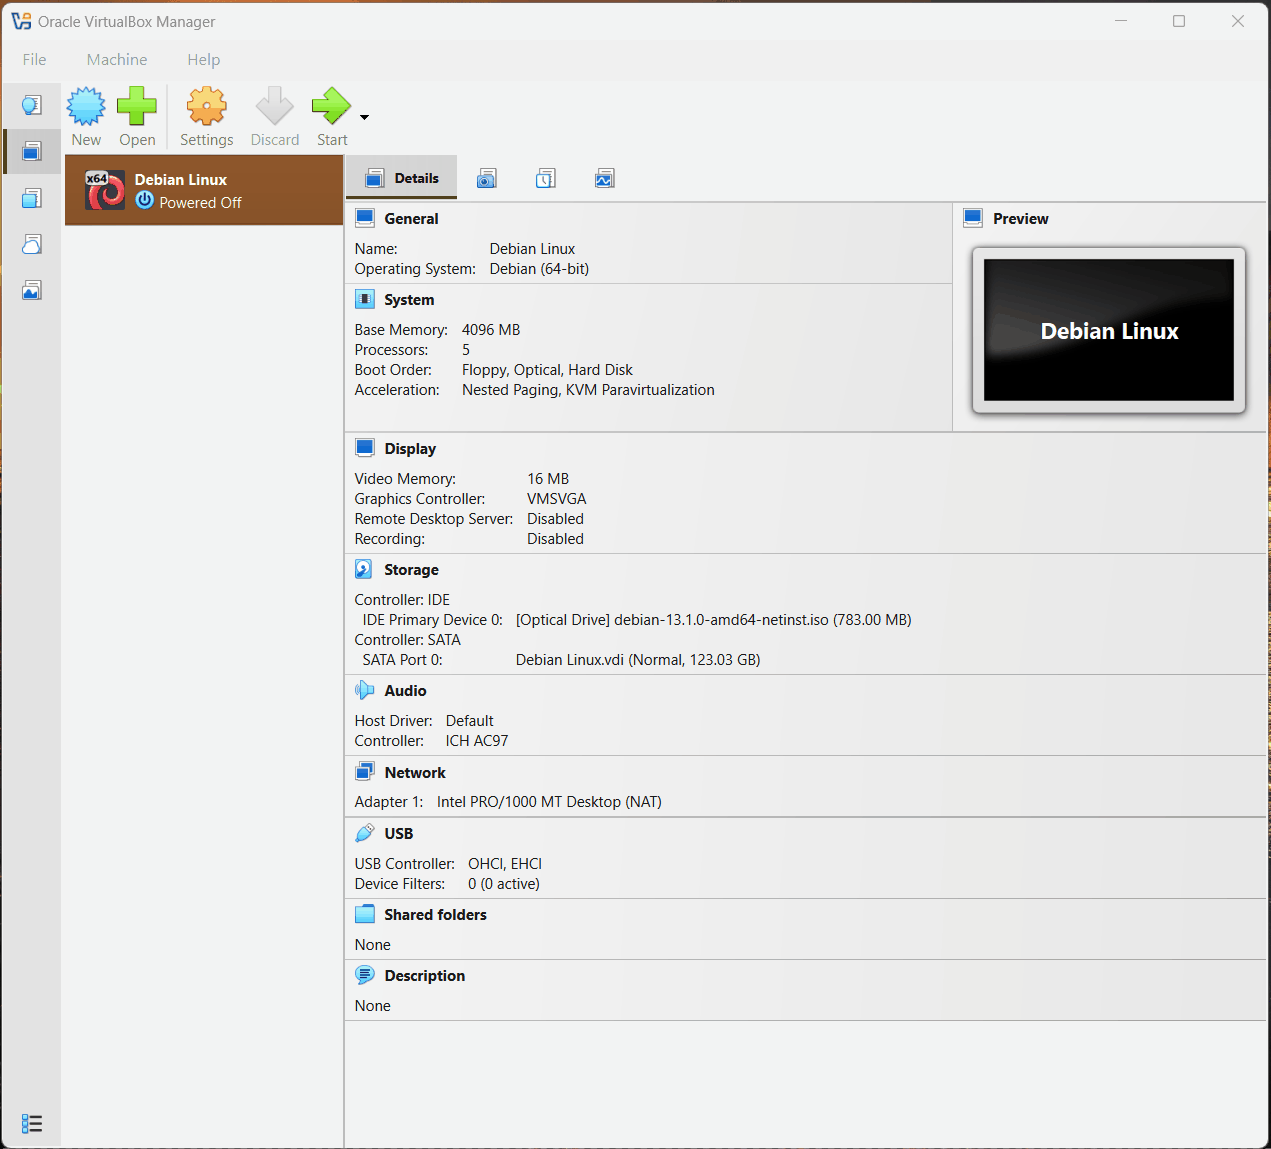 Oracle VirtualBox Manager
File Machine Help
New Open Settings Discard Start
x64
Debian Linux
Powered Off
Details
General
Name: Debian Linux
Operating System: Debian (64-bit)
Preview
Debian Linux
System
Base Memory: 4096 MB
Processors: 5
Boot Order: Floppy, Optical, Hard Disk
Acceleration: Nested Paging, KVM Paravirtualization
Display
Video Memory: 16 MB
Graphics Controller: VMSVGA
Remote Desktop Server: Disabled
Recording: Disabled
Storage
Controller: IDE
IDE Primary Device 0: [Optical Drive] debian-13.1.0-amd64-netinst.iso (783.00 MB)
Controller: SATA
SATA Port 0: Debian Linux.vdi (Normal, 123.03 GB)
Audio
Host Driver: Default
Controller: ICH AC97
Network
Adapter 1: Intel PRO/1000 MT Desktop (NAT)
USB
USB Controller: OHCI, EHCI
Device Filters: 0 (0 active)
Shared folders
None
Description
None